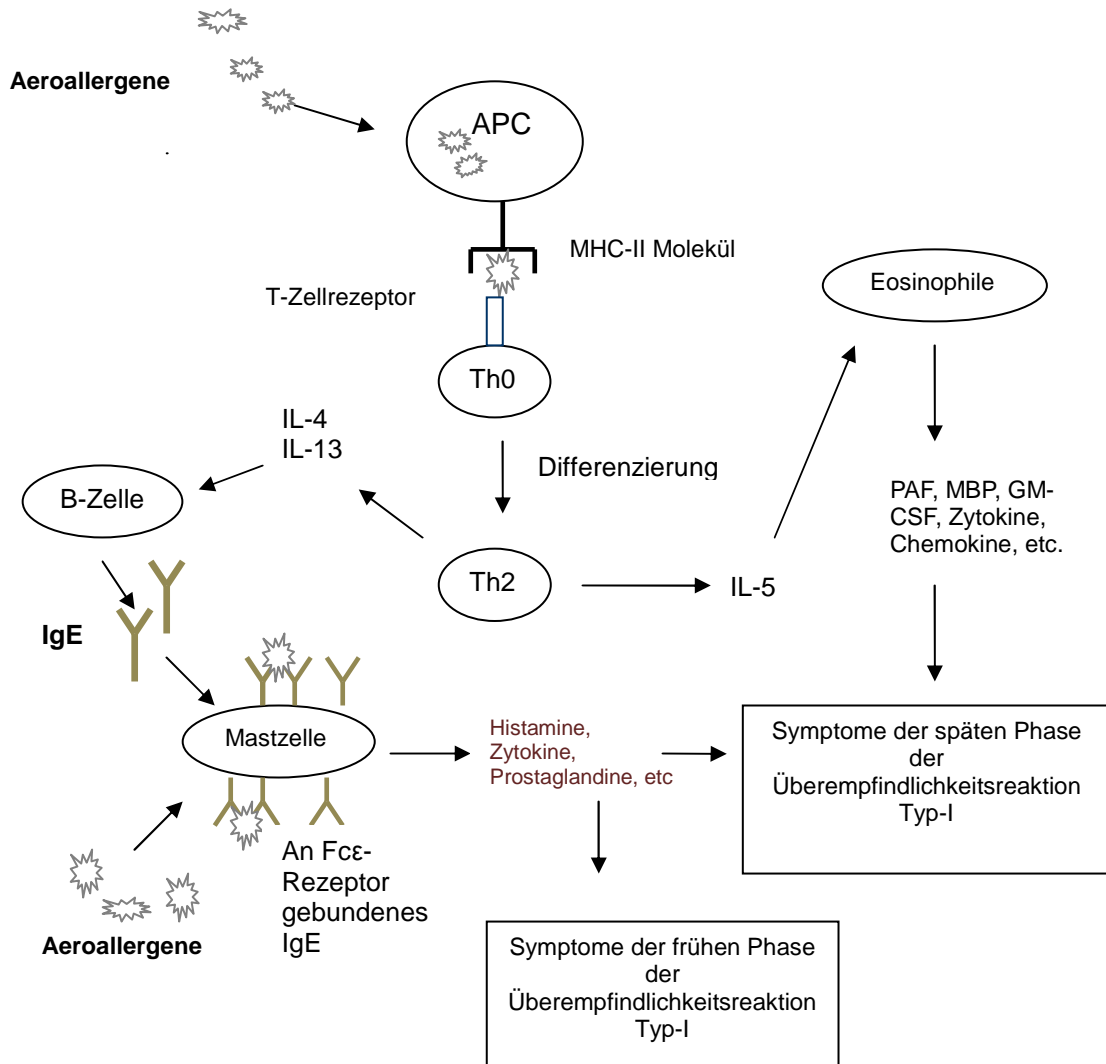 Aeroallergene
APC
MHC-II Molekül
T-Zellrezeptor
Eosinophile
Th0
IL-4
IL-13
Differenzierung
B-Zelle
PAF, MBP, GM-
CSF, Zytokine,
Chemokine, etc.
Th2
IL-5
IgE
Mastzelle
Histamine,
Zytokine,
Prostaglandine, etc
Symptome der späten Phase
der
Überempfindlichkeitsreaktion
Typ-I
An Fcε-
Rezeptor
gebundenes
IgE
Aeroallergene
Symptome der frühen Phase
der
Überempfindlichkeitsreaktion
Typ-I